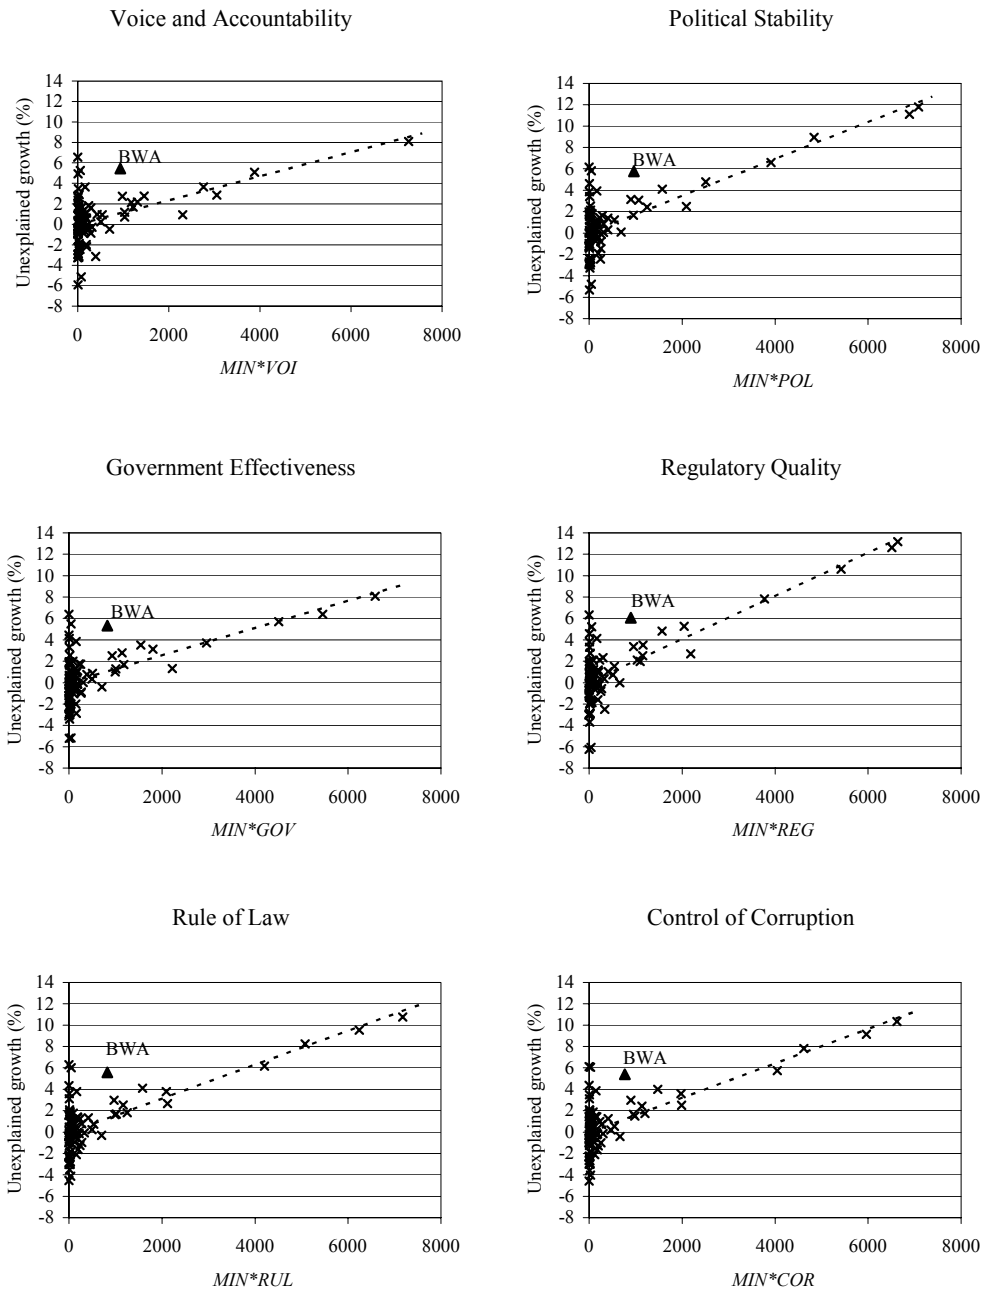 Voice and Accountability
Unexplained growth (%)
14
12
10
8
6
4
2
0
-2
-4
-6
-8
BWA
0 2000 4000 6000 8000
MIN*VOI
Political Stability
Unexplained growth (%)
14
12
10
8
6
4
2
0
-2
-4
-6
-8
BWA
0 2000 4000 6000 8000
MIN*POL
Government Effectiveness
Unexplained growth (%)
14
12
10
8
6
4
2
0
-2
-4
-6
-8
BWA
0 2000 4000 6000 8000
MIN*GOV
Regulatory Quality
Unexplained growth (%)
14
12
10
8
6
4
2
0
-2
-4
-6
-8
BWA
0 2000 4000 6000 8000
MIN*REG
Rule of Law
Unexplained growth (%)
14
12
10
8
6
4
2
0
-2
-4
-6
-8
BWA
0 2000 4000 6000 8000
MIN*RUL
Control of Corruption
Unexplained growth (%)
14
12
10
8
6
4
2
0
-2
-4
-6
-8
BWA
0 2000 4000 6000 8000
MIN*COR